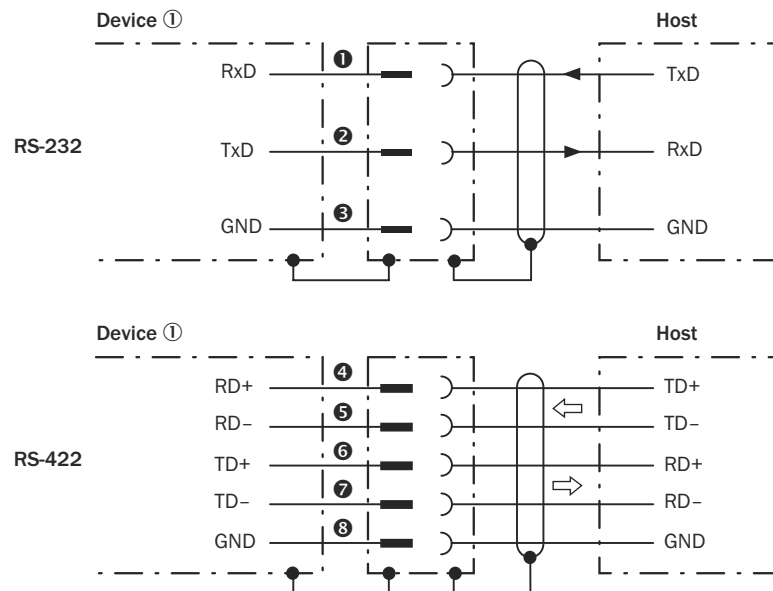 Device ① Host
RxD ❶ TxD
RS-232 TxD ❷ RxD
GND ❸ GND
Device ① Host
RD+ ❹ TD+
RD– ❺ TD–
RS-422 TD+ ❻ RD+
TD– ❼ RD–
GND ❽ GND